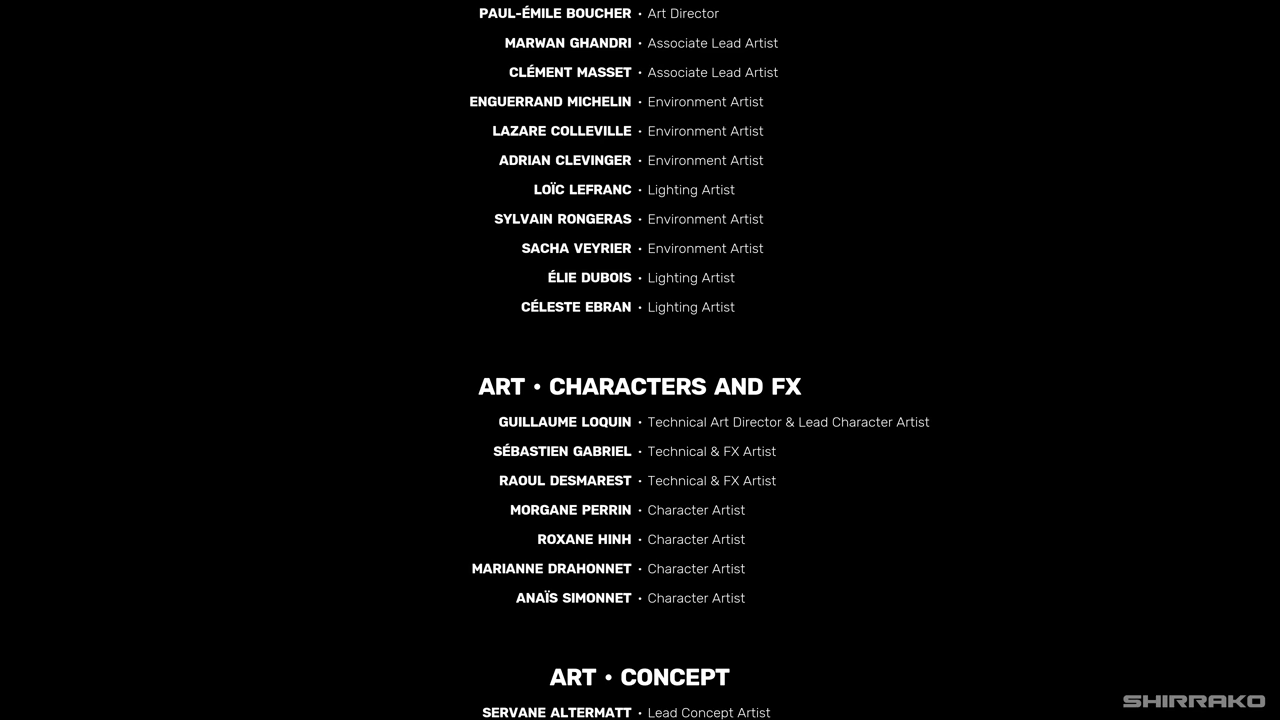 PAUL-ÉMILE BOUCHER • Art Director
MARWAN GHANDRI • Associate Lead Artist
CLÉMENT MASSET • Associate Lead Artist
ENGUERRAND MICHELIN • Environment Artist
LAZARE COLLEVILLE • Environment Artist
ADRIAN CLEVINGER • Environment Artist
LOÏC LEFRANC • Lighting Artist
SYLVAIN RONGERAS • Environment Artist
SACHA VEYRIER • Environment Artist
ÉLIE DUBOIS • Lighting Artist
CÉLESTE EBRAN • Lighting Artist
ART • CHARACTERS AND FX
GUILLAUME LOQUIN • Technical Art Director & Lead Character Artist
SÉBASTIEN GABRIEL • Technical & FX Artist
RAOUL DESMAREST • Technical & FX Artist
MORGANE PERRIN • Character Artist
ROXANE HINH • Character Artist
MARIANNE DRAHONNET • Character Artist
ANAÏS SIMONNET • Character Artist
ART • CONCEPT
SERVANE ALTERMATT • Lead Concept Artist
SHIRRAKO